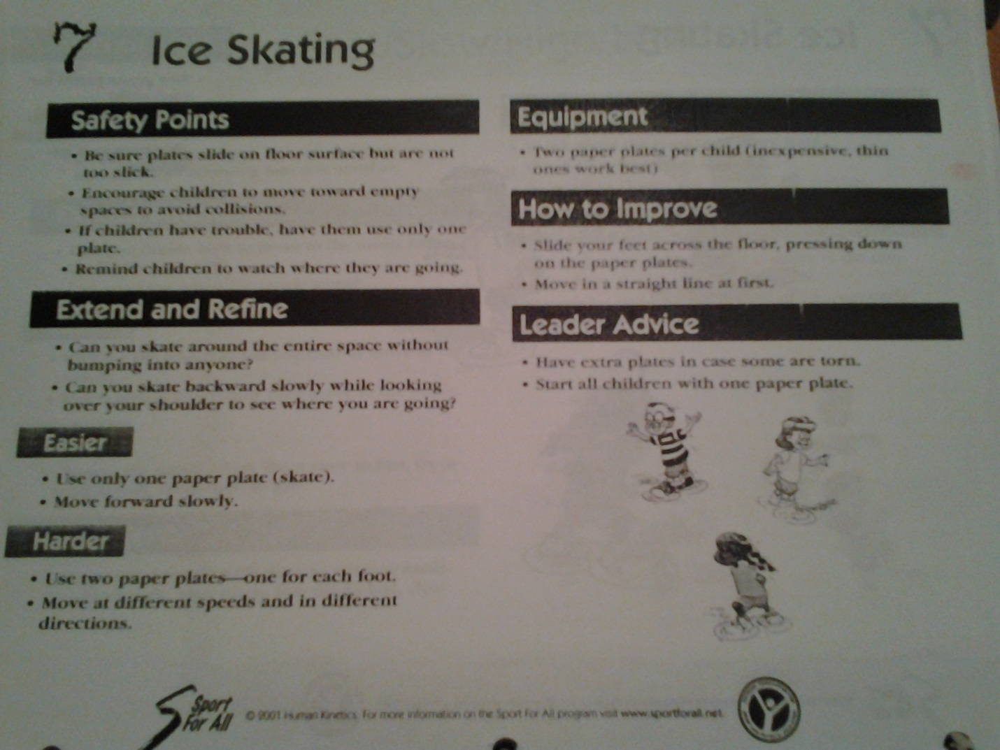 7 Ice Skating
Safety Points
• Be sure plates slide on floor surface but are not
too slick.
• Encourage children to move toward empty
spaces to avoid collisions.
• If children have trouble, have them use only one
plate.
• Remind children to watch where they are going.
Extend and Refine
• Can you skate around the entire space without
bumping into anyone?
• Can you skate backward slowly while looking
over your shoulder to see where you are going?
Easier
• Use only one paper plate (skate).
• Move forward slowly.
Harder
• Use two paper plates—one for each foot.
• Move at different speeds and in different
directions.
Equipment
• Two paper plates per child (inexpensive, thin
ones work best)
How to Improve
• Slide your feet across the floor, pressing down
on the paper plates.
• Move in a straight line at first.
Leader Advice
• Have extra plates in case some are torn.
• Start all children with one paper plate.
Sport
For All
© 2001 Human Kinetics. For more information on the Sport For All program visit www.sportforall.net.